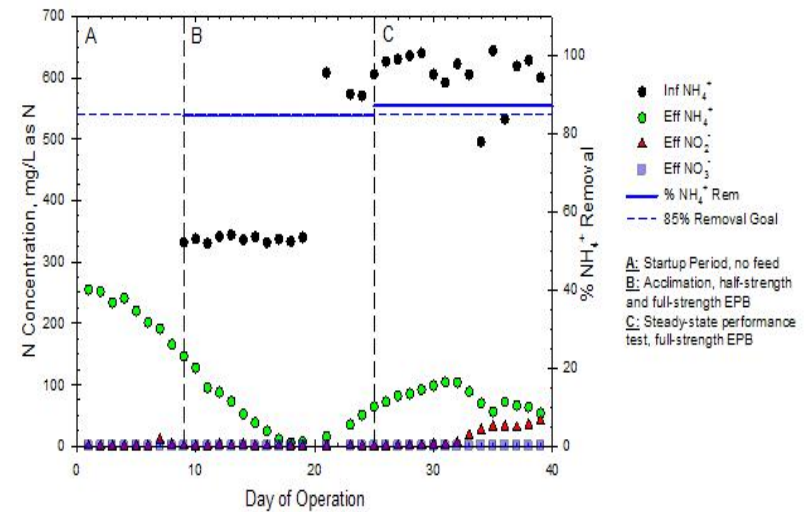 700
600
500
400
300
200
100
0
N Concentration, mg/L as N
A
B
C
100
80
60
40
20
0
% NH₄⁺ Removal
0 10 20 30 40
Day of Operation
Inf NH₄⁺
Eff NH₄⁺
Eff NO₂⁻
Eff NO₃⁻
% NH₄⁺ Rem
85% Removal Goal
A: Startup Period, no feed
B: Acclimation, half-strength
and full-strength EPB
C: Steady-state performance
test, full-strength EPB